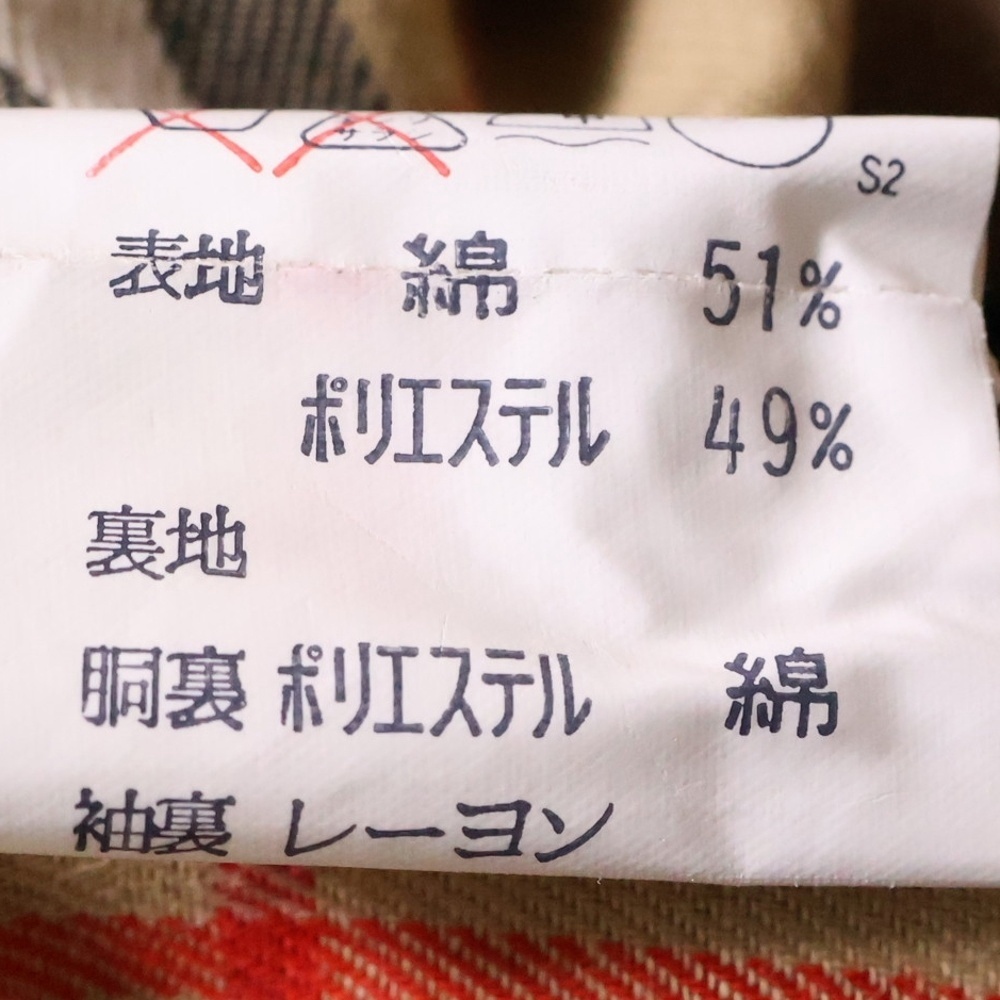 S2
表地 綿 51%
ポリエステル 49%
裏地
胴裏 ポリエステル 綿
袖裏 レーヨン